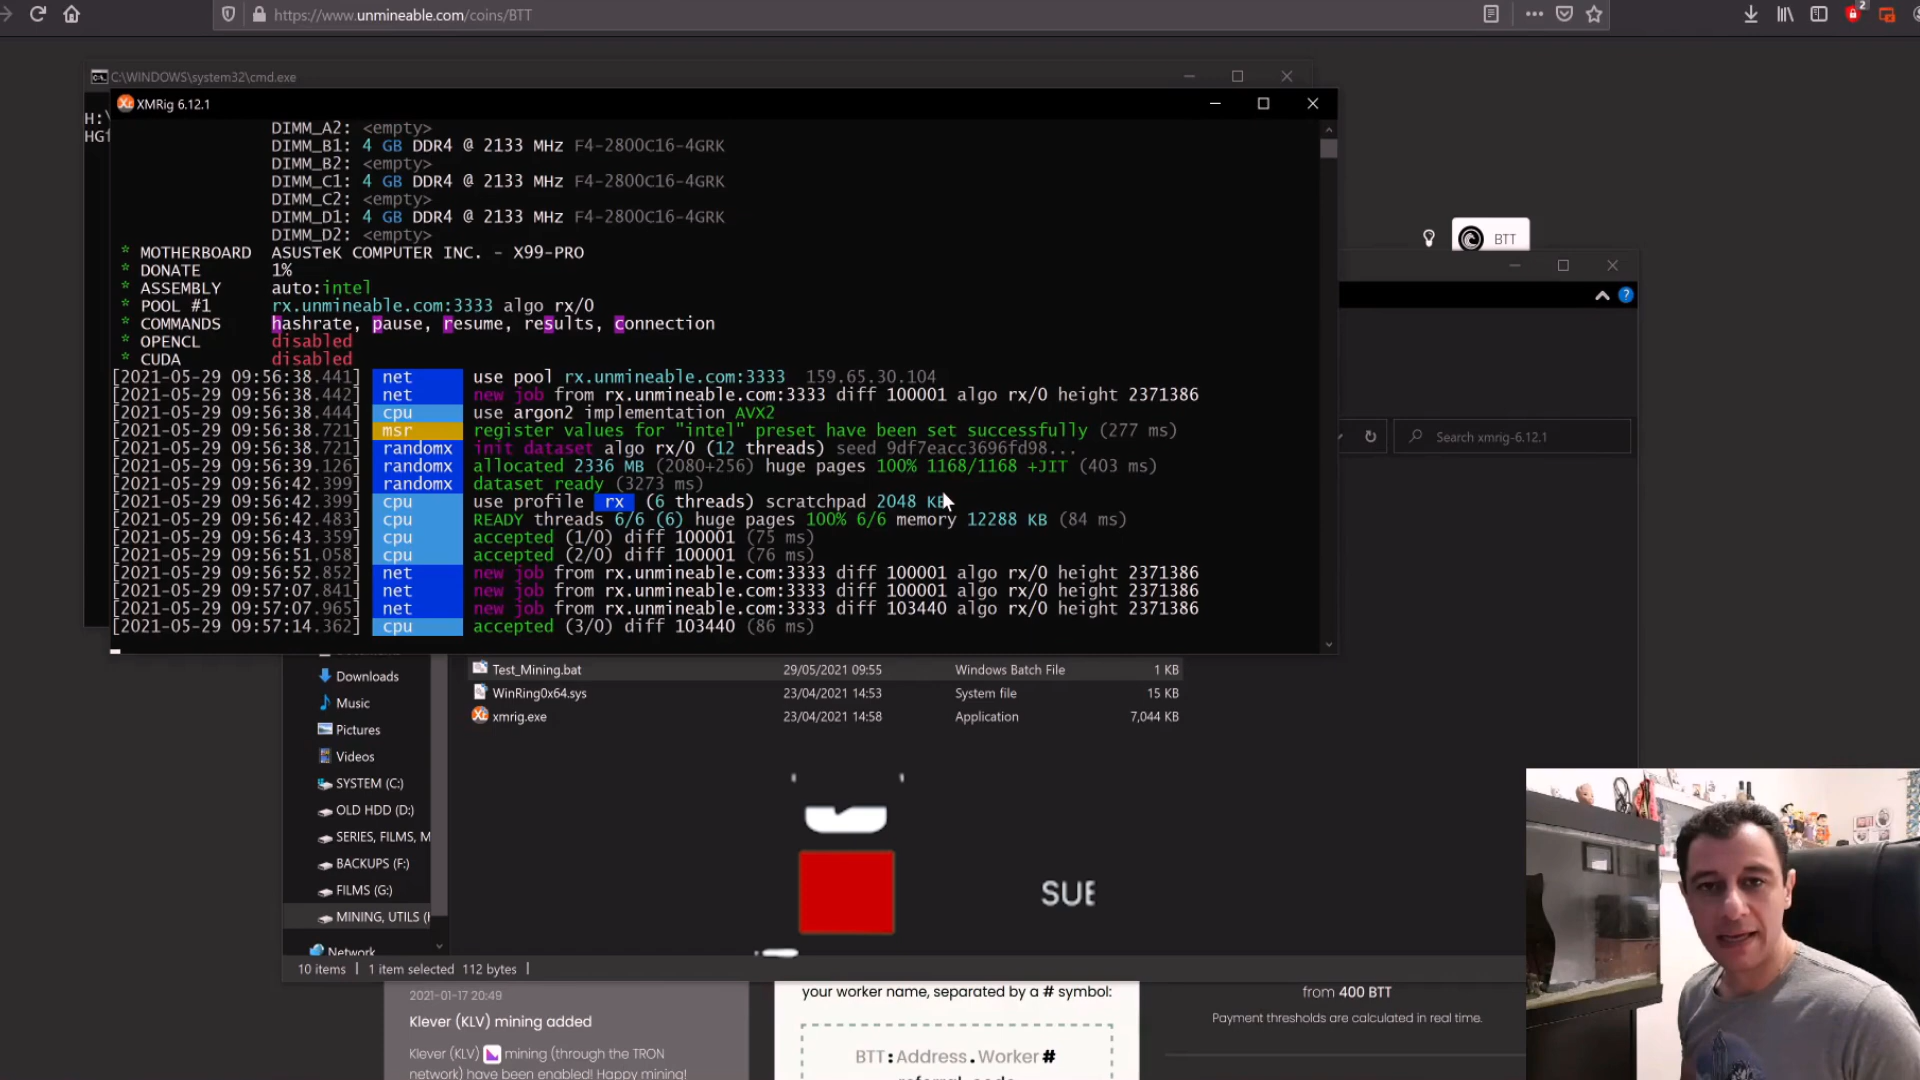 https://www.unmineable.com/coins/BTT
2
C:\WINDOWS\system32\cmd.exe
XMRig 6.12.1
H:\
HGf
DIMM_A2: <empty>
DIMM_B1: 4 GB DDR4 @ 2133 MHz F4-2800C16-4GRK
DIMM_B2: <empty>
DIMM_C1: 4 GB DDR4 @ 2133 MHz F4-2800C16-4GRK
DIMM_C2: <empty>
DIMM_D1: 4 GB DDR4 @ 2133 MHz F4-2800C16-4GRK
DIMM_D2: <empty>
* MOTHERBOARD ASUSTeK COMPUTER INC. - X99-PRO
* DONATE 1%
* ASSEMBLY auto:intel
* POOL #1 rx.unmineable.com:3333 algo rx/0
* COMMANDS hashrate, pause, resume, results, connection
* OPENCL disabled
* CUDA disabled
[2021-05-29 09:56:38.441] net use pool rx.unmineable.com:3333 159.65.30.104
[2021-05-29 09:56:38.442] net new job from rx.unmineable.com:3333 diff 100001 algo rx/0 height 2371386
[2021-05-29 09:56:38.444] cpu use argon2 implementation AVX2
[2021-05-29 09:56:38.721] msr register values for "intel" preset have been set successfully (277 ms)
[2021-05-29 09:56:38.721] randomx init dataset algo rx/0 (12 threads) seed 9df7eacc3696fd98...
[2021-05-29 09:56:39.126] randomx allocated 2336 MB (2080+256) huge pages 100% 1168/1168 +JIT (403 ms)
[2021-05-29 09:56:42.399] randomx dataset ready (3273 ms)
[2021-05-29 09:56:42.399] cpu use profile rx (6 threads) scratchpad 2048 KB
[2021-05-29 09:56:42.483] cpu READY threads 6/6 (6) huge pages 100% 6/6 memory 12288 KB (84 ms)
[2021-05-29 09:56:43.359] cpu accepted (1/0) diff 100001 (75 ms)
[2021-05-29 09:56:51.058] cpu accepted (2/0) diff 100001 (76 ms)
[2021-05-29 09:56:52.852] net new job from rx.unmineable.com:3333 diff 100001 algo rx/0 height 2371386
[2021-05-29 09:57:07.841] net new job from rx.unmineable.com:3333 diff 100001 algo rx/0 height 2371386
[2021-05-29 09:57:07.965] net new job from rx.unmineable.com:3333 diff 103440 algo rx/0 height 2371386
[2021-05-29 09:57:14.362] cpu accepted (3/0) diff 103440 (86 ms)
BTT
Search xmrig-6.12.1
Test_Mining.bat 29/05/2021 09:55 Windows Batch File 1 KB
WinRing0x64.sys 23/04/2021 14:53 System file 15 KB
xmrig.exe 23/04/2021 14:58 Application 7,044 KB
Downloads
Music
Pictures
Videos
SYSTEM (C:)
OLD HDD (D:)
SERIES, FILMS, M
BACKUPS (F:)
FILMS (G:)
MINING, UTILS (
Network
SUB
10 items 1 item selected 112 bytes
2021-01-17 20:49
Klever (KLV) mining added
Klever (KLV) mining (through the TRON
network) have been enabled! Happy mining!
your worker name, separated by a # symbol:
BTT:Address.Worker#
referral-code
from 400 BTT
Payment thresholds are calculated in real time.